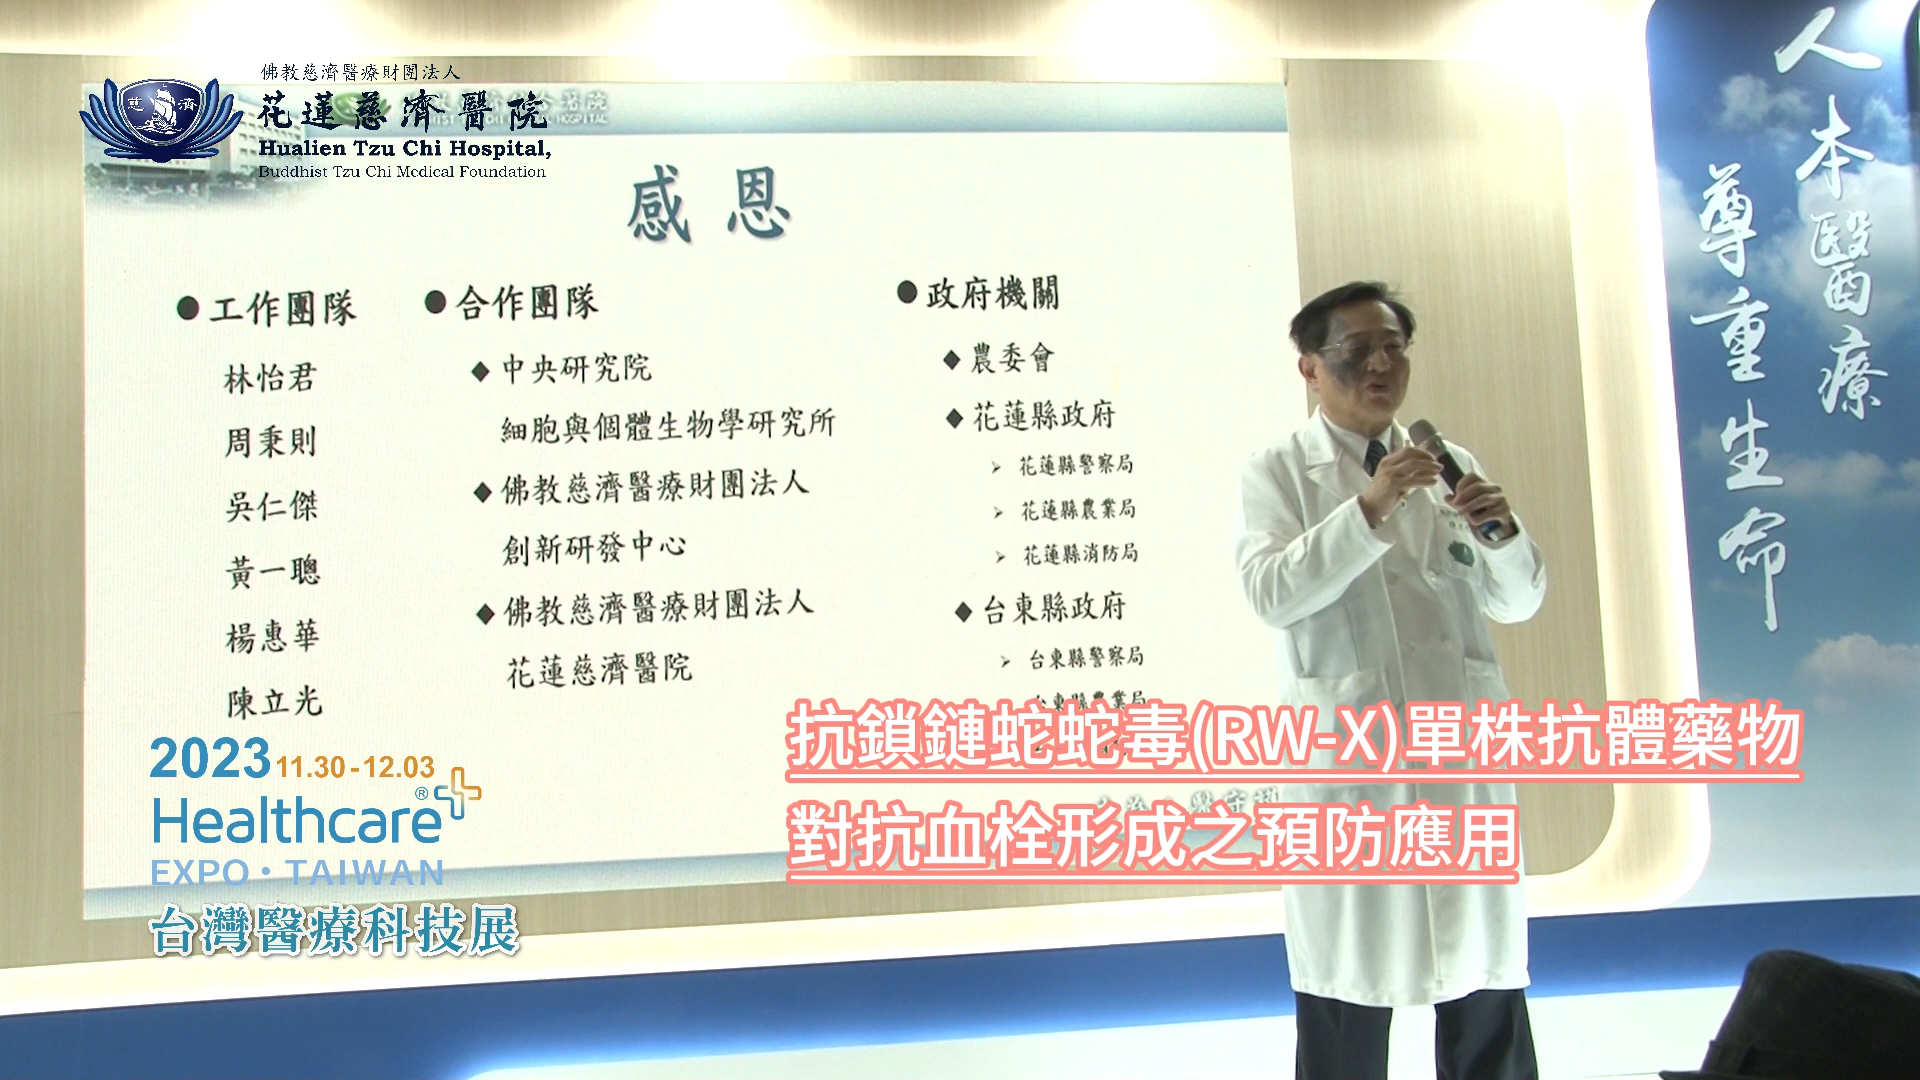 佛教慈濟醫療財團法人
花蓮慈濟醫院
Hualien Tzu Chi Hospital,
Buddhist Tzu Chi Medical Foundation
慈濟
感恩
●工作團隊
林怡君
周秉則
吳仁傑
黃一聰
楊惠華
陳立光
●合作團隊
◆中央研究院
細胞與個體生物學研究所
◆佛教慈濟醫療財團法人
創新研發中心
◆佛教慈濟醫療財團法人
花蓮慈濟醫院
●政府機關
◆農委會
◆花蓮縣政府
➢ 花蓮縣警察局
➢ 花蓮縣農業局
➢ 花蓮縣消防局
◆台東縣政府
➢ 台東縣警察局
台東縣農業局
人本醫療
尊重生命
抗鎖鏈蛇蛇毒(RW-X)單株抗體藥物
對抗血栓形成之預防應用
2023 11.30-12.03
Healthcare®
EXPO・TAIWAN
台灣醫療科技展